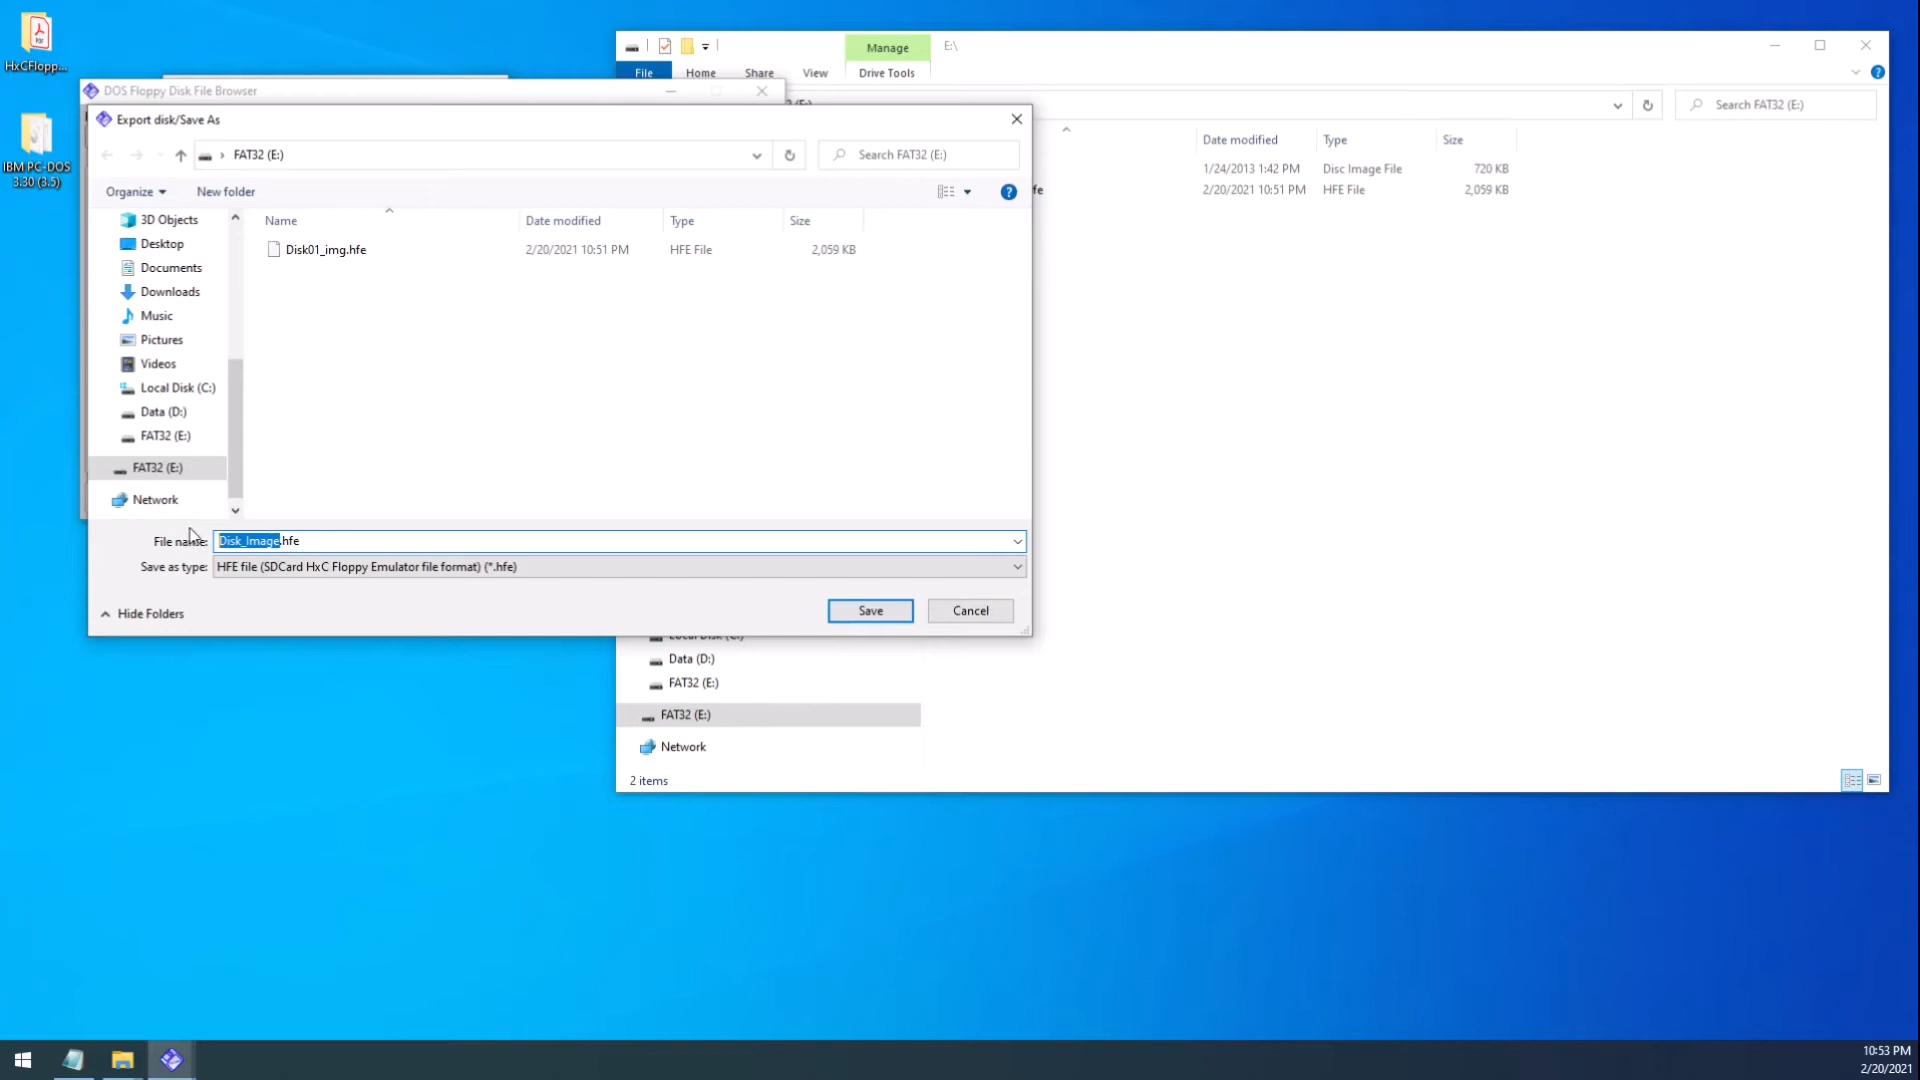 HxCFlopp...
IBM PC-DOS
3.30 (3.5)
Manage
E:\
File
Home
Share
View
Drive Tools
Search FAT32 (E:)
Date modified
Type
Size
1/24/2013 1:42 PM
Disc Image File
720 KB
fe
2/20/2021 10:51 PM
HFE File
2,059 KB
DOS Floppy Disk File Browser
Export disk/Save As
FAT32 (E:)
Search FAT32 (E:)
Organize
New folder
Name
Date modified
Type
Size
Disk01_img.hfe
2/20/2021 10:51 PM
HFE File
2,059 KB
3D Objects
Desktop
Documents
Downloads
Music
Pictures
Videos
Local Disk (C:)
Data (D:)
FAT32 (E:)
FAT32 (E:)
Network
File name:
Disk_Image.hfe
Save as type:
HFE file (SDCard HxC Floppy Emulator file format) (*.hfe)
Hide Folders
Save
Cancel
Local Disk (C:)
Data (D:)
FAT32 (E:)
FAT32 (E:)
Network
2 items
10:53 PM
2/20/2021